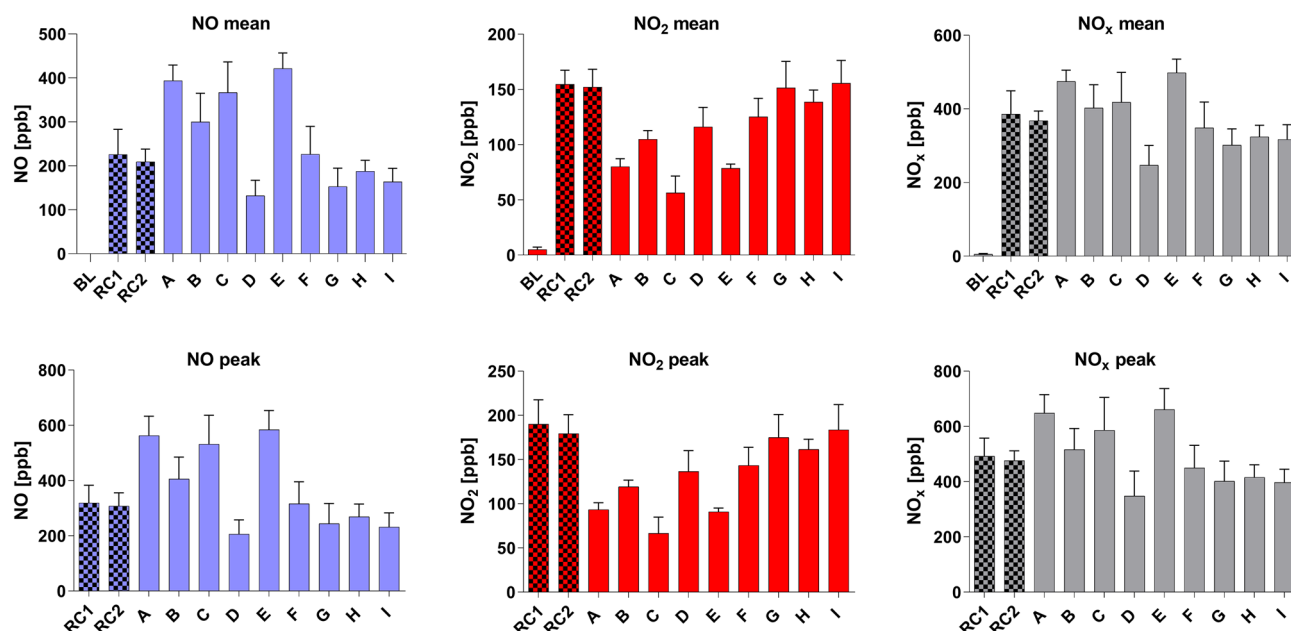 NO mean
NO [ppb]
500
400
300
200
100
0
BL RC1 RC2 A B C D E F G H I
NO₂ mean
NO₂ [ppb]
200
150
100
50
0
BL RC1 RC2 A B C D E F G H I
NOₓ mean
NOₓ [ppb]
600
400
200
0
BL RC1 RC2 A B C D E F G H I
NO peak
NO [ppb]
800
600
400
200
0
RC1 RC2 A B C D E F G H I
NO₂ peak
NO₂ [ppb]
250
200
150
100
50
0
RC1 RC2 A B C D E F G H I
NOₓ peak
NOₓ [ppb]
800
600
400
200
0
RC1 RC2 A B C D E F G H I